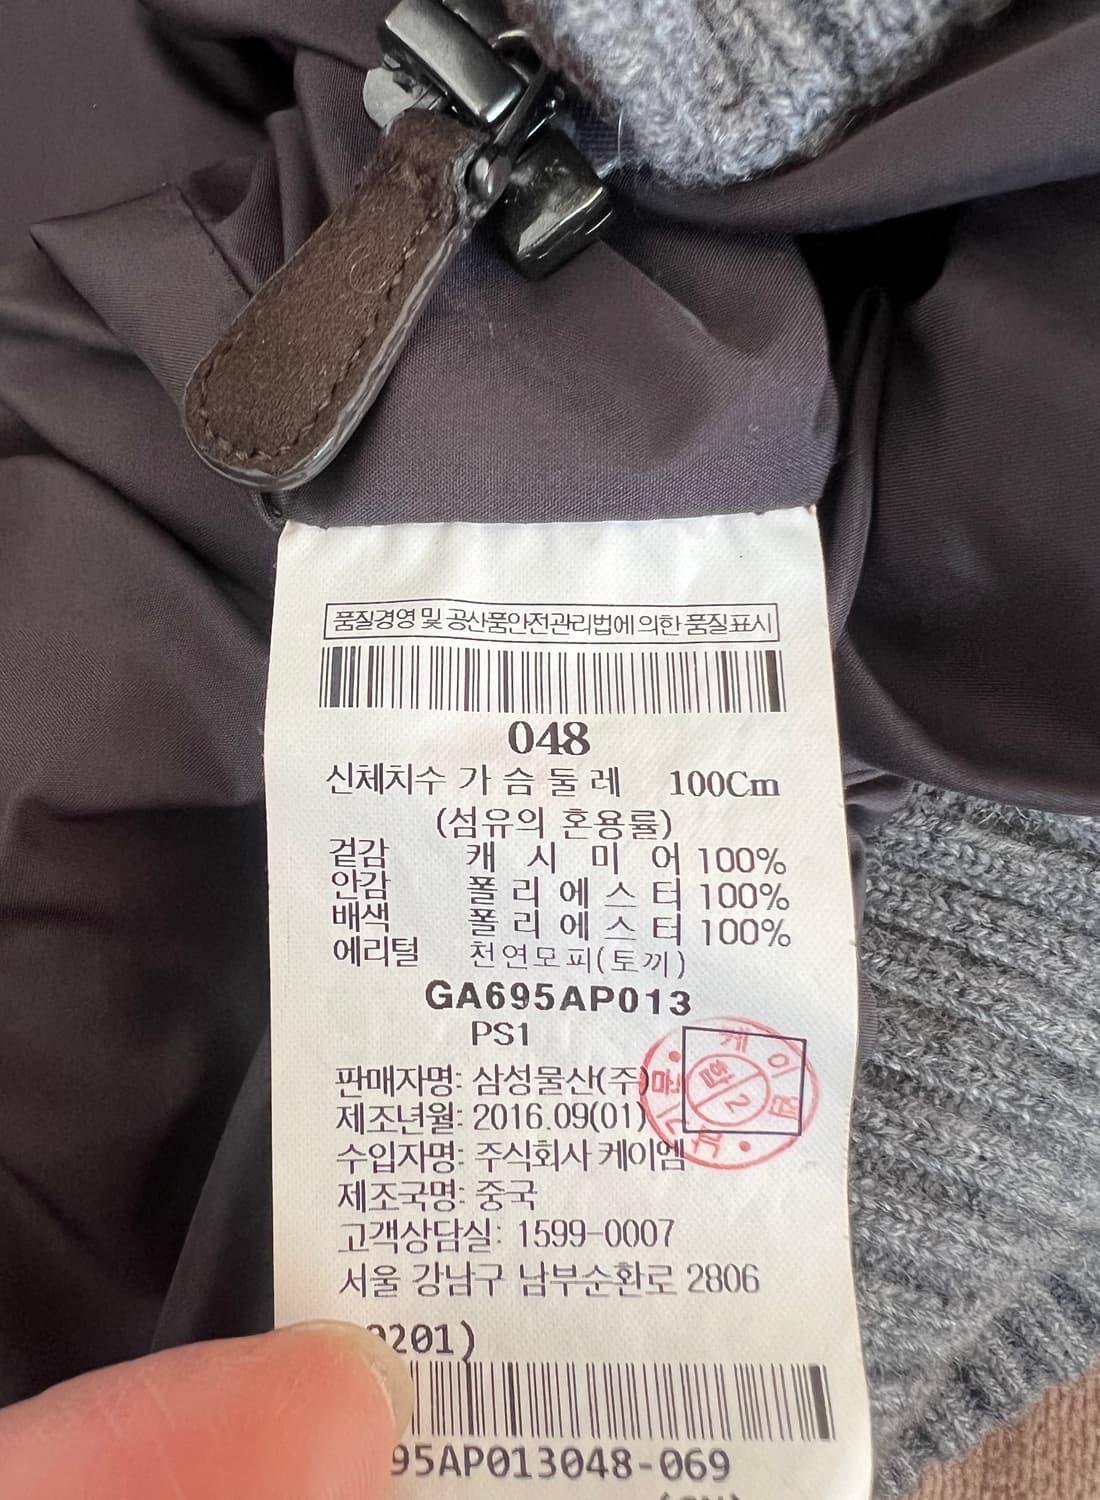 품질경영 및 공산품안전관리법에 의한 품질표시
048
신체치수 가 슴 둘 레 100Cm
(섬유의 혼용률)
겉감 캐 시 미 어 100%
안감 폴 리 에 스 터 100%
배색 폴 리 에 스 터 100%
에리털 천연모피(토끼)
GA695AP013
PS1
판매자명: 삼성물산(주)
제조년월: 2016.09(01)
수입자명: 주식회사 케이엠
제조국명: 중국
고객상담실: 1599-0007
서울 강남구 남부순환로 2806
0201)
95AP013048-069
케이엠
합2